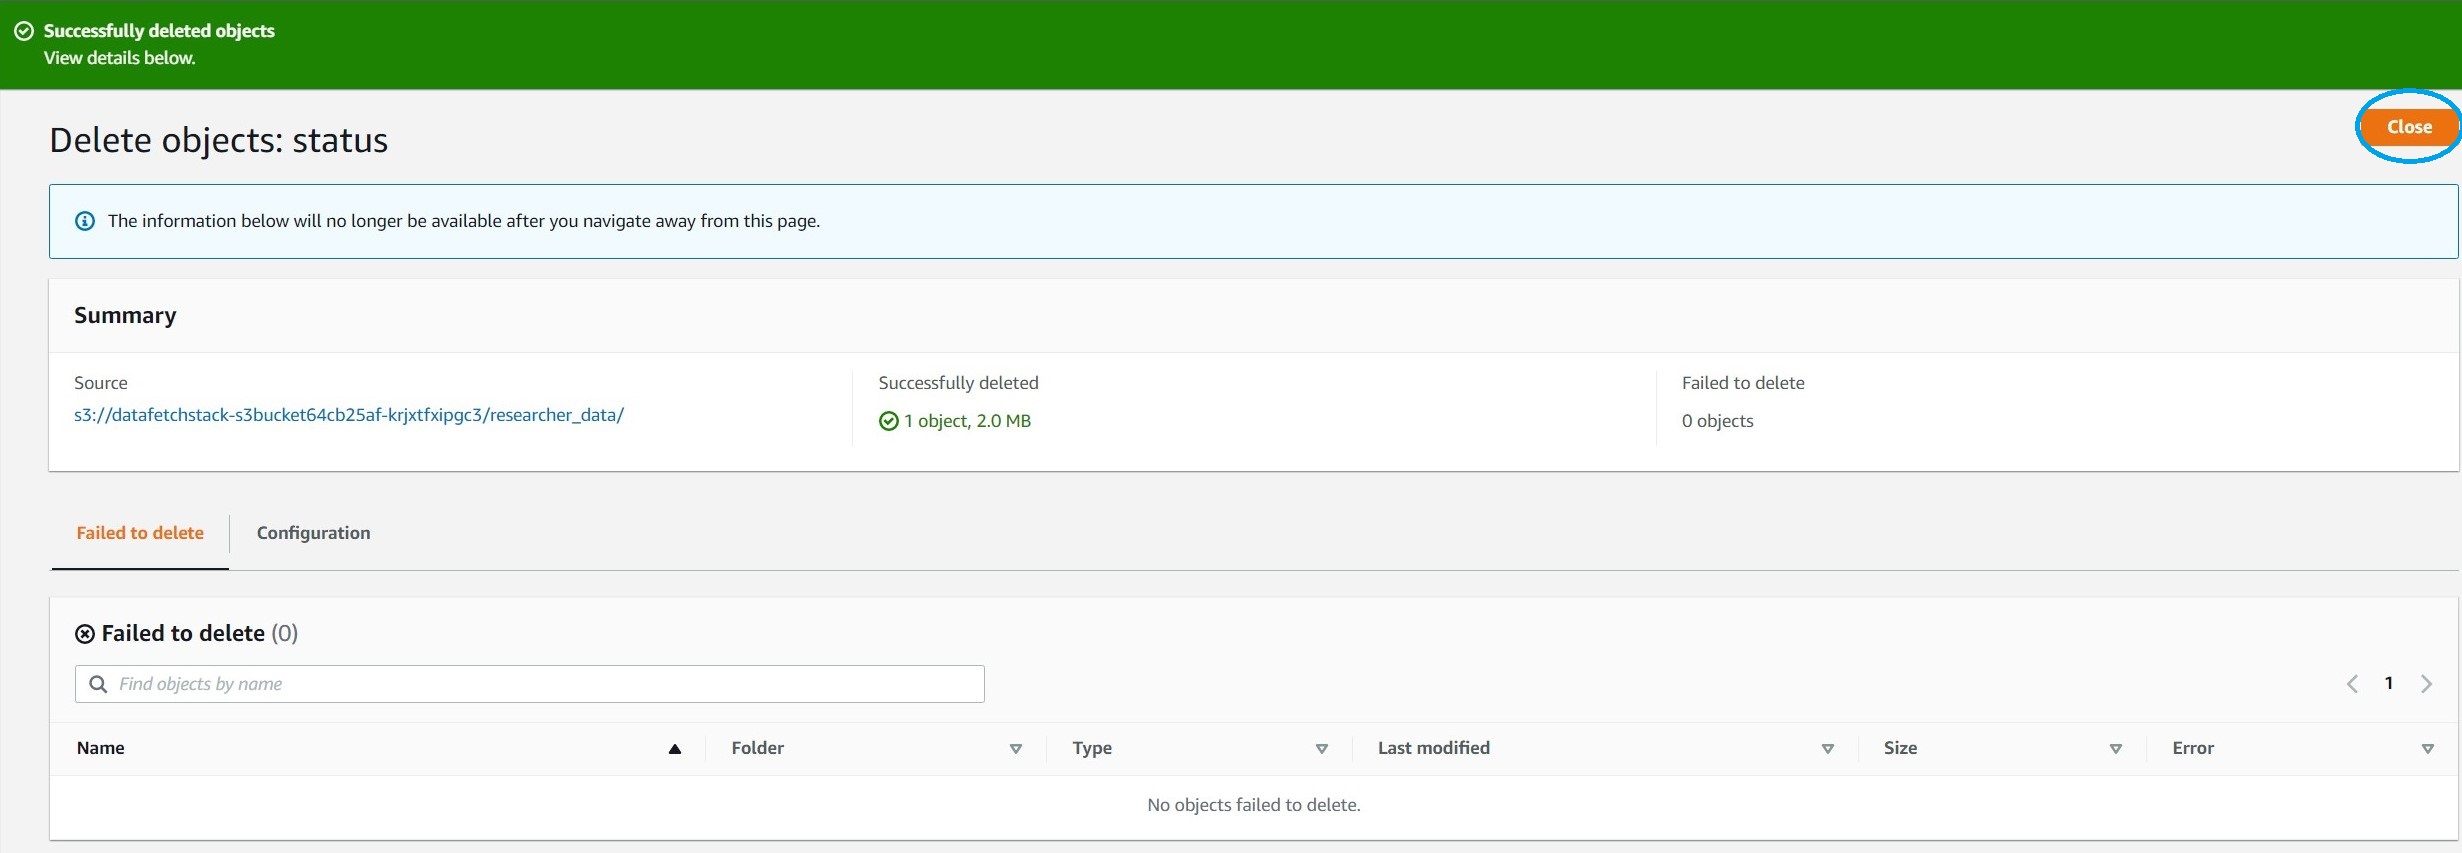 Successfully deleted objects
View details below.
Close
Delete objects: status
The information below will no longer be available after you navigate away from this page.
Summary
Source
Successfully deleted
Failed to delete
s3://datafetchstack-s3bucket64cb25af-krjxtfxipgc3/researcher_data/
1 object, 2.0 MB
0 objects
Failed to delete
Configuration
Failed to delete (0)
Find objects by name
1
Name
Folder
Type
Last modified
Size
Error
No objects failed to delete.